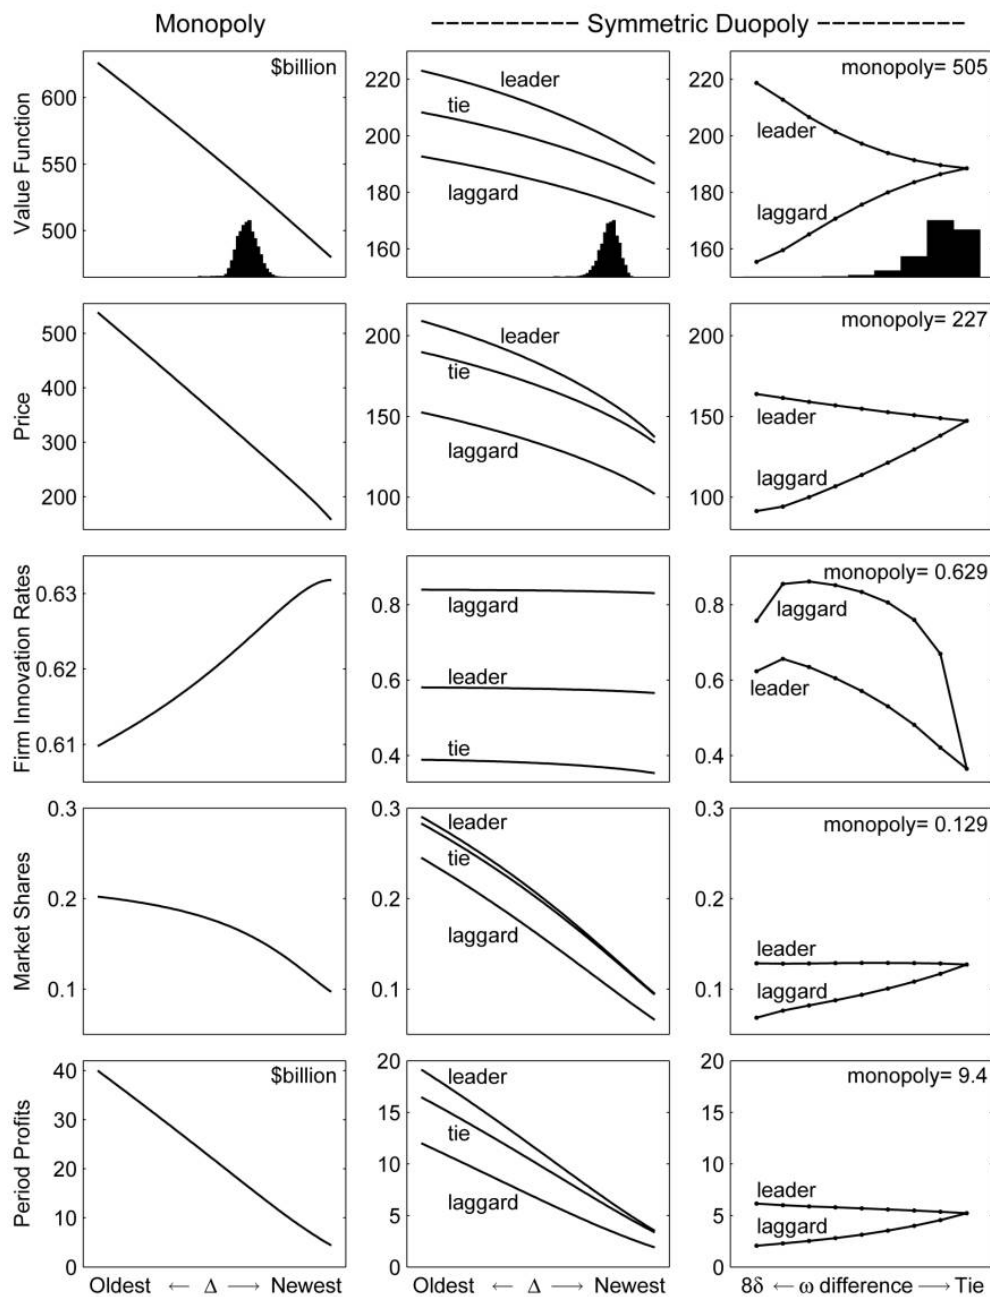 Monopoly
Symmetric Duopoly
Value Function
600
550
500
$billion
220
200
180
160
leader
tie
laggard
220
200
180
160
monopoly= 505
leader
laggard
Price
500
400
300
200
200
150
100
leader
tie
laggard
200
150
100
monopoly= 227
leader
laggard
Firm Innovation Rates
0.63
0.62
0.61
0.8
0.6
0.4
laggard
leader
tie
0.8
0.6
0.4
monopoly= 0.629
laggard
leader
Market Shares
0.3
0.2
0.1
0.3
0.2
0.1
leader
tie
laggard
0.3
0.2
0.1
monopoly= 0.129
leader
laggard
Period Profits
40
30
20
10
0
$billion
20
15
10
5
0
leader
tie
laggard
20
15
10
5
0
monopoly= 9.4
leader
laggard
Oldest ← Δ → Newest
Oldest ← Δ → Newest
8δ ← ω difference → Tie